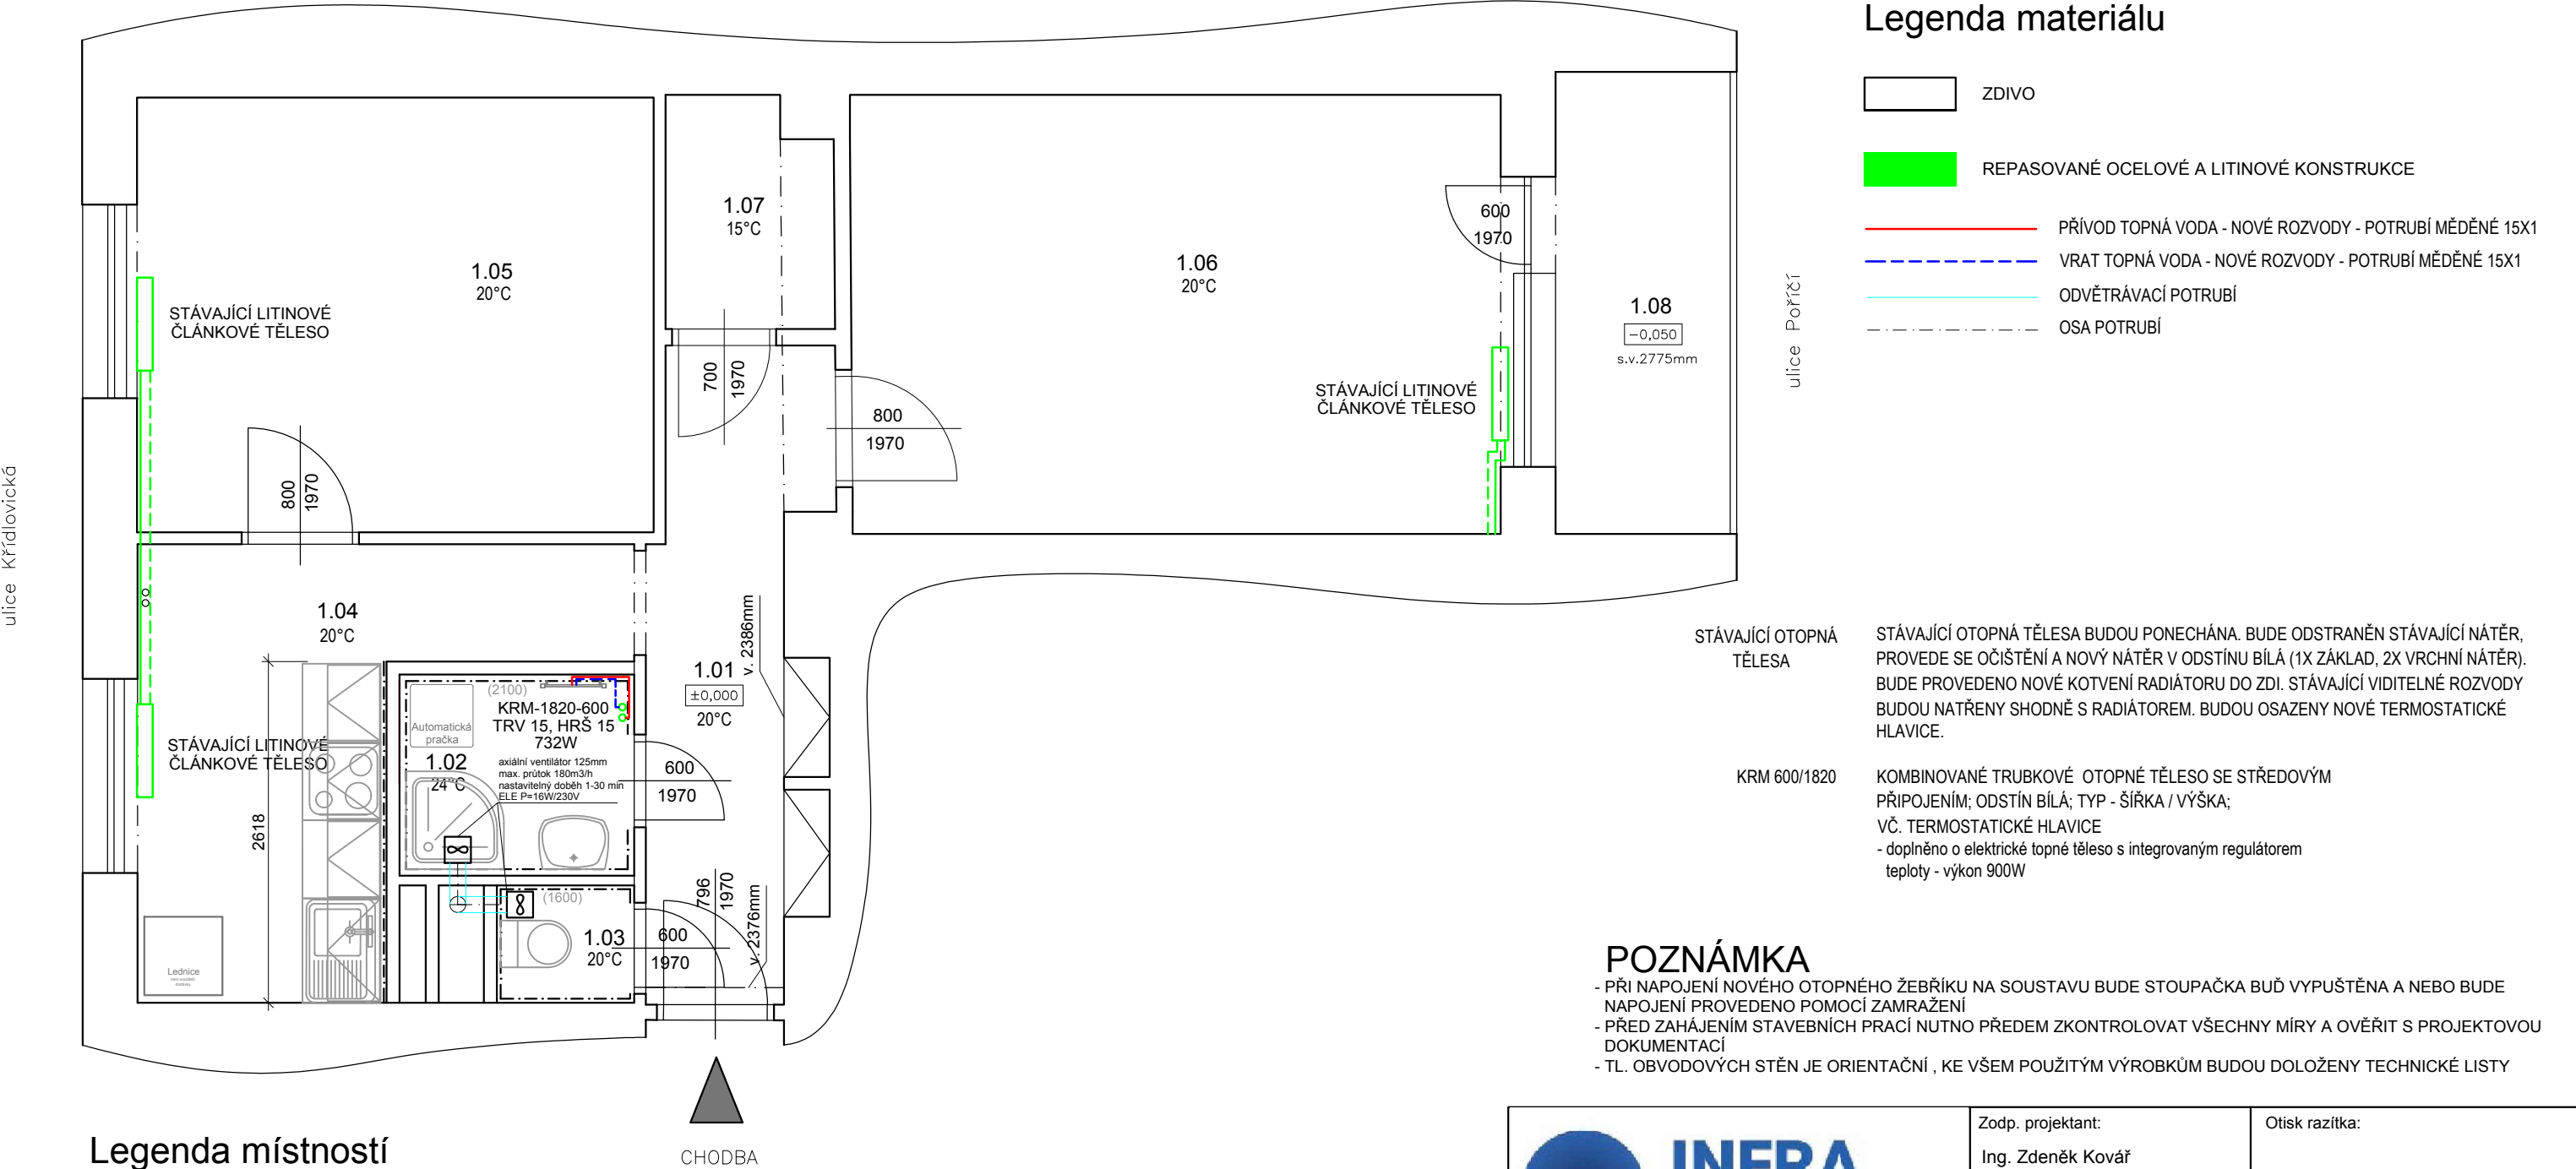 Legenda materiálu
ZDIVO
REPASOVANÉ OCELOVÉ A LITINOVÉ KONSTRUKCE
PŘÍVOD TOPNÁ VODA - NOVÉ ROZVODY - POTRUBÍ MĚDĚNÉ 15X1
VRAT TOPNÁ VODA - NOVÉ ROZVODY - POTRUBÍ MĚDĚNÉ 15X1
ODVĚTRÁVACÍ POTRUBÍ
OSA POTRUBÍ
1.05
20°C
STÁVAJÍCÍ LITINOVÉ
ČLÁNKOVÉ TĚLESO
800
1970
1.07
15°C
700
1970
1.06
20°C
800
1970
600
1970
STÁVAJÍCÍ LITINOVÉ
ČLÁNKOVÉ TĚLESO
1.08
-0,050
s.v.2775mm
ulice Poříčí
ulice Křídlovická
1.04
20°C
STÁVAJÍCÍ LITINOVÉ
ČLÁNKOVÉ TĚLESO
2618
Lednice
1.01
±0,000
20°C
v. 2386mm
(2100)
KRM-1820-600
TRV 15, HRŠ 15
732W
Automatická
pračka
1.02
24°C
axiální ventilátor 125mm
max. průtok 180m3/h
nastavitelný doběh 1-30 min
ELE P=16W/230V
600
1970
(1600)
1.03
20°C
600
1970
796
1970
v. 2376mm
CHODBA
STÁVAJÍCÍ OTOPNÁ
TĚLESA
STÁVAJÍCÍ OTOPNÁ TĚLESA BUDOU PONECHÁNA. BUDE ODSTRANĚN STÁVAJÍCÍ NÁTĚR,
PROVEDE SE OČIŠTĚNÍ A NOVÝ NÁTĚR V ODSTÍNU BÍLÁ (1X ZÁKLAD, 2X VRCHNÍ NÁTĚR).
BUDE PROVEDENO NOVÉ KOTVENÍ RADIÁTORU DO ZDI. STÁVAJÍCÍ VIDITELNÉ ROZVODY
BUDOU NATŘENY SHODNĚ S RADIÁTOREM. BUDOU OSAZENY NOVÉ TERMOSTATICKÉ
HLAVICE.
KRM 600/1820
KOMBINOVANÉ TRUBKOVÉ OTOPNÉ TĚLESO SE STŘEDOVÝM
PŘIPOJENÍM; ODSTÍN BÍLÁ; TYP - ŠÍŘKA / VÝŠKA;
VČ. TERMOSTATICKÉ HLAVICE
- doplněno o elektrické topné těleso s integrovaným regulátorem
teploty - výkon 900W
POZNÁMKA
- PŘI NAPOJENÍ NOVÉHO OTOPNÉHO ŽEBŘÍKU NA SOUSTAVU BUDE STOUPAČKA BUĎ VYPUŠTĚNA A NEBO BUDE
NAPOJENÍ PROVEDENO POMOCÍ ZAMRAŽENÍ
- PŘED ZAHÁJENÍM STAVEBNÍCH PRACÍ NUTNO PŘEDEM ZKONTROLOVAT VŠECHNY MÍRY A OVĚŘIT S PROJEKTOVOU
DOKUMENTACÍ
- TL. OBVODOVÝCH STĚN JE ORIENTAČNÍ , KE VŠEM POUŽITÝM VÝROBKŮM BUDOU DOLOŽENY TECHNICKÉ LISTY
Legenda místností
INFRA
Zodp. projektant:
Ing. Zdeněk Kovář
Otisk razítka: